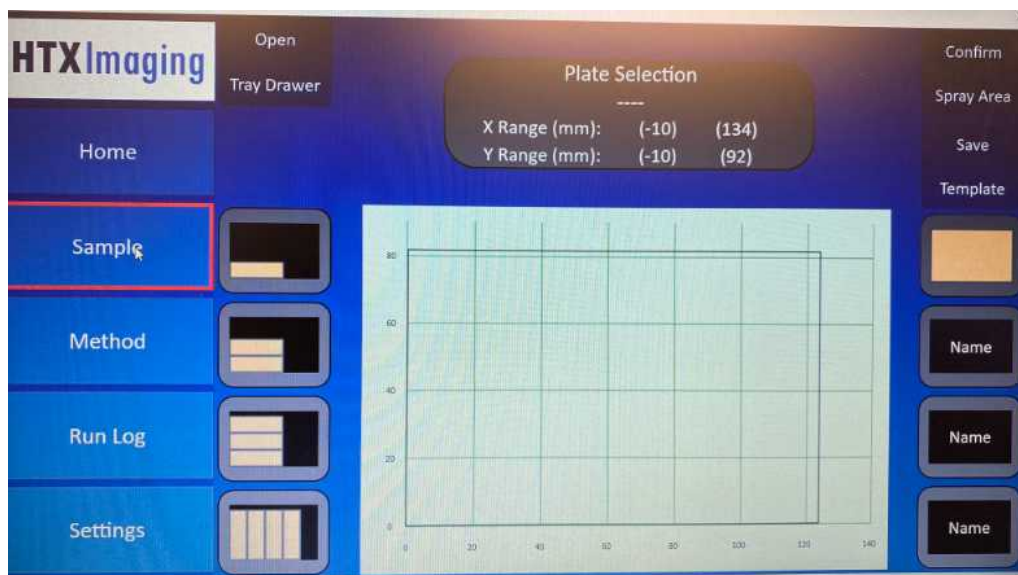 HTXImaging
Open
Tray Drawer
Home
Sample
Method
Run Log
Settings
Plate Selection
----
X Range (mm): (-10) (134)
Y Range (mm): (-10) (92)
80
60
40
20
0
0 20 40 60 80 100 120 140
Confirm
Spray Area
Save
Template
Name
Name
Name